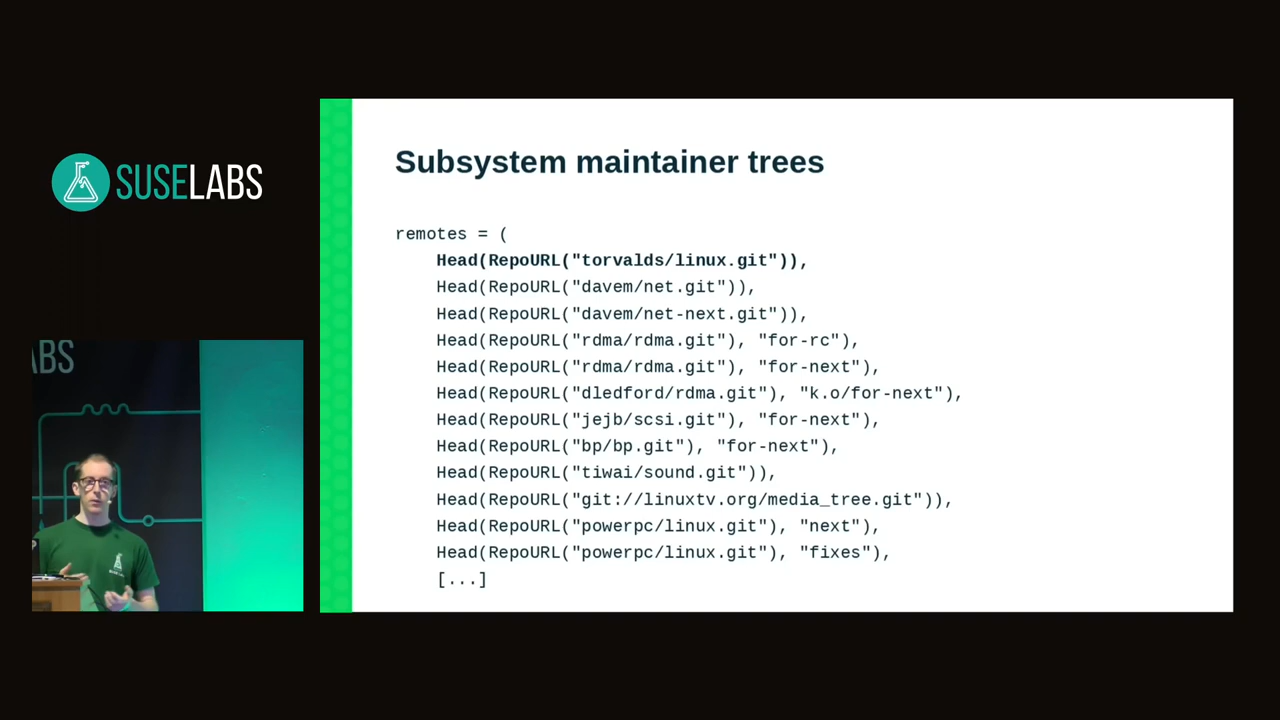 SUSELABS
ABS
Subsystem maintainer trees
remotes = (
Head(RepoURL("torvalds/linux.git")),
Head(RepoURL("davem/net.git")),
Head(RepoURL("davem/net-next.git")),
Head(RepoURL("rdma/rdma.git"), "for-rc"),
Head(RepoURL("rdma/rdma.git"), "for-next"),
Head(RepoURL("dledford/rdma.git"), "k.o/for-next"),
Head(RepoURL("jejb/scsi.git"), "for-next"),
Head(RepoURL("bp/bp.git"), "for-next"),
Head(RepoURL("tiwai/sound.git")),
Head(RepoURL("git://linuxtv.org/media_tree.git")),
Head(RepoURL("powerpc/linux.git"), "next"),
Head(RepoURL("powerpc/linux.git"), "fixes"),
[...]